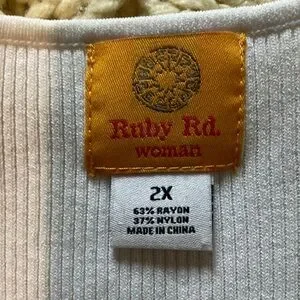 Ruby Rd.
woman
2X
63% RAYON
37% NYLON
MADE IN CHINA